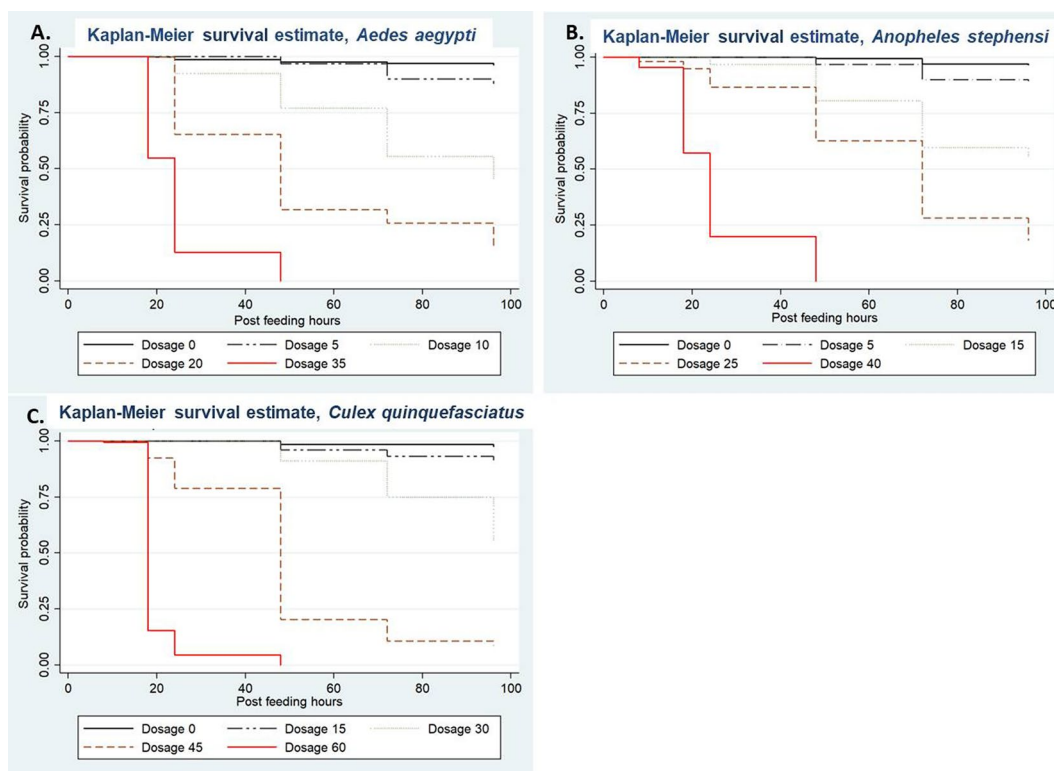 A. Kaplan-Meier survival estimate, Aedes aegypti
1.00
0.75
0.50
0.25
0.00
Survival probability
0 20 40 60 80 100
Post feeding hours
Dosage 0 Dosage 5 Dosage 10
Dosage 20 Dosage 35
B. Kaplan-Meier survival estimate, Anopheles stephensi
1.00
0.75
0.50
0.25
0.00
Survival probability
0 20 40 60 80 100
Post feeding hours
Dosage 0 Dosage 5 Dosage 15
Dosage 25 Dosage 40
C. Kaplan-Meier survival estimate, Culex quinquefasciatus
1.00
0.75
0.50
0.25
0.00
Survival probability
0 20 40 60 80 100
Post feeding hours
Dosage 0 Dosage 15 Dosage 30
Dosage 45 Dosage 60